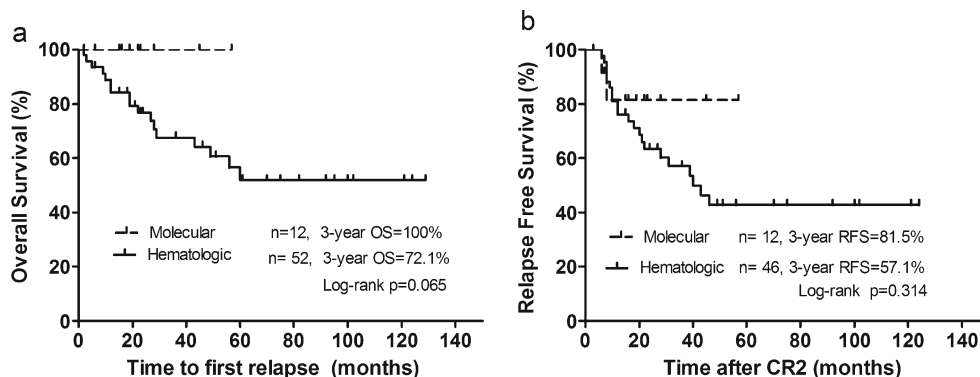 a
Overall Survival (%)
100
80
60
40
20
0
Molecular n=12, 3-year OS=100%
Hematologic n= 52, 3-year OS=72.1%
Log-rank p=0.065
0 20 40 60 80 100 120 140
Time to first relapse (months)
b
Relapse Free Survival (%)
100
80
60
40
20
0
Molecular n= 12, 3-year RFS=81.5%
Hematologic n= 46, 3-year RFS=57.1%
Log-rank p=0.314
0 20 40 60 80 100 120 140
Time after CR2 (months)